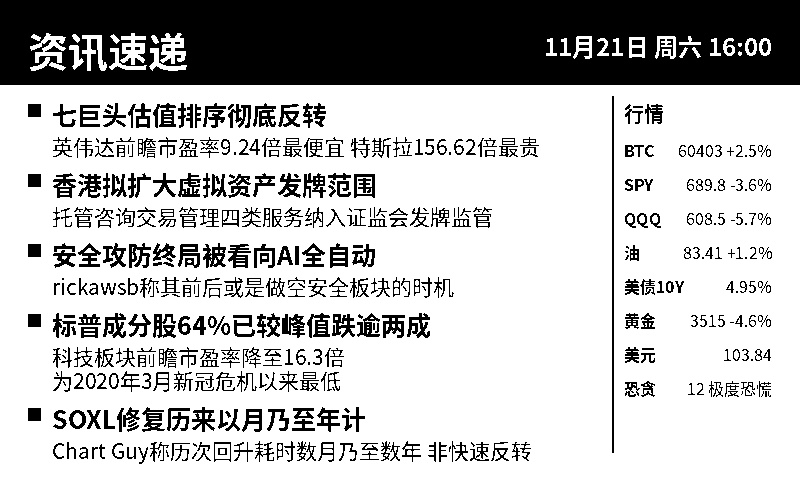 资讯速递
11月21日 周六 16:00
七巨头估值排序彻底反转
英伟达前瞻市盈率9.24倍最便宜 特斯拉156.62倍最贵
香港拟扩大虚拟资产发牌范围
托管咨询交易管理四类服务纳入证监会发牌监管
安全攻防终局被看向AI全自动
rickawsb称其前后或是做空安全板块的时机
标普成分股64%已较峰值跌逾两成
科技板块前瞻市盈率降至16.3倍
为2020年3月新冠危机以来最低
SOXL修复历来以月乃至年计
Chart Guy称历次回升耗时数月乃至数年 非快速反转
行情
BTC 60403 +2.5%
SPY 689.8 -3.6%
QQQ 608.5 -5.7%
油 83.41 +1.2%
美债10Y 4.95%
黄金 3515 -4.6%
美元 103.84
恐贪 12 极度恐慌